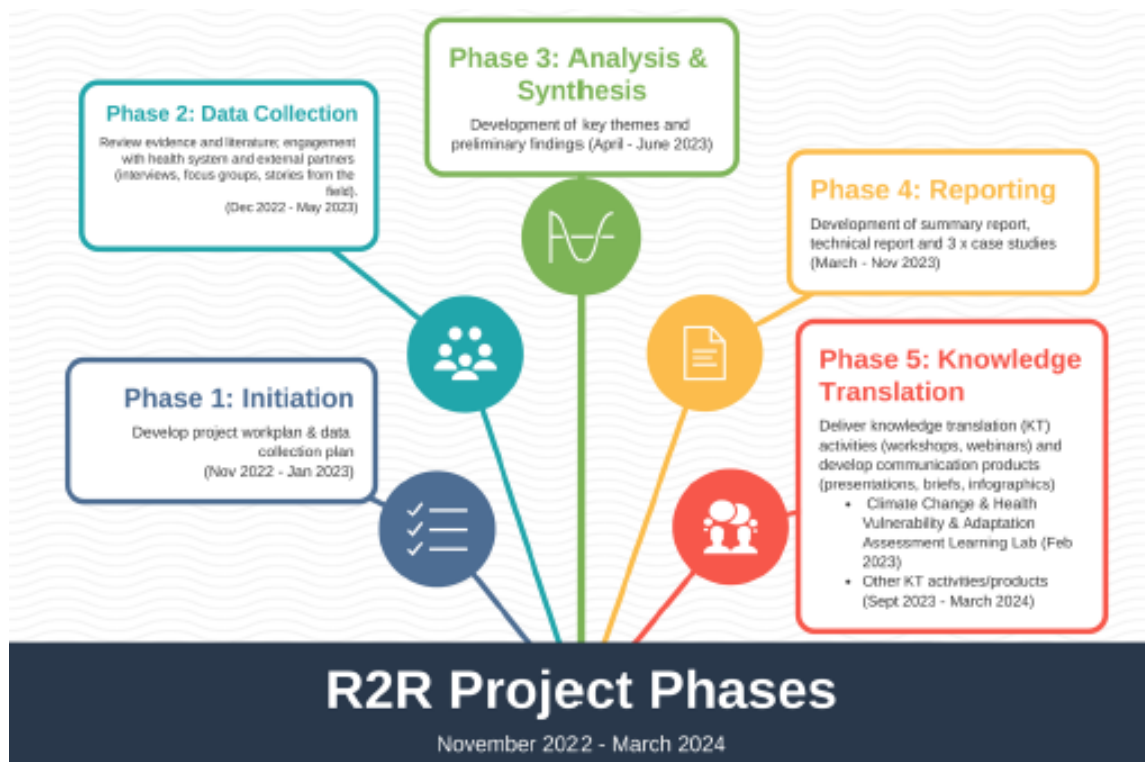 Phase 3: Analysis &
Synthesis
Development of key themes and
preliminary findings (April - June 2023)
Phase 2: Data Collection
Review evidence and literature; engagement
with health system and external partners
(interviews, focus groups, stories from the
field).
(Dec 2022 - May 2023)
Phase 4: Reporting
Development of summary report,
technical report and 3 x case studies
(March - Nov 2023)
Phase 1: Initiation
Develop project workplan & data
collection plan
(Nov 2022 - Jan 2023)
Phase 5: Knowledge
Translation
Deliver knowledge translation (KT)
activities (workshops, webinars) and
develop communication products
(presentations, briefs, infographics)
• Climate Change & Health
Vulnerability & Adaptation
Assessment Learning Lab (Feb
2023)
• Other KT activities/products
(Sept 2023 - March 2024)
R2R Project Phases
November 2022 - March 2024